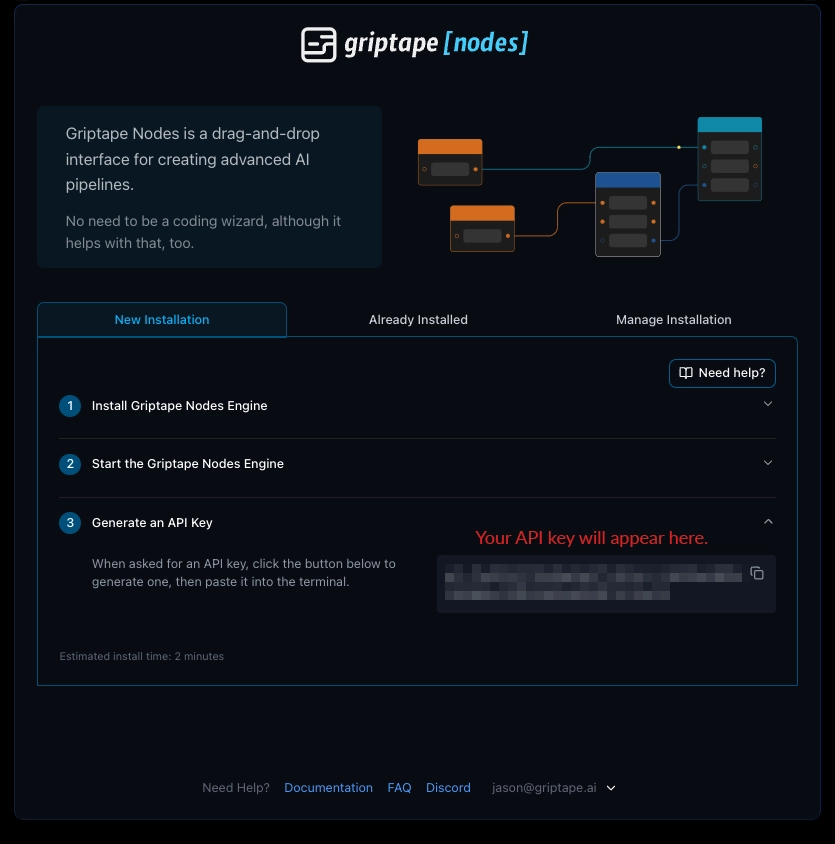 griptape [nodes]
Griptape Nodes is a drag-and-drop
interface for creating advanced AI
pipelines.
No need to be a coding wizard, although it
helps with that, too.
New Installation
Already Installed
Manage Installation
Need help?
1 Install Griptape Nodes Engine
2 Start the Griptape Nodes Engine
3 Generate an API Key
Your API key will appear here.
When asked for an API key, click the button below to
generate one, then paste it into the terminal.
Estimated install time: 2 minutes
Need Help? Documentation FAQ Discord jason@griptape.ai